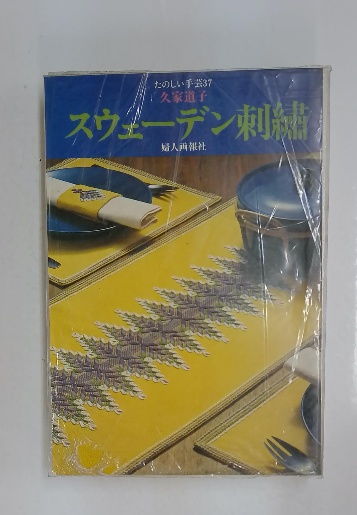 たのしい手芸37
久家道子
スウェーデン刺繍
婦人画報社